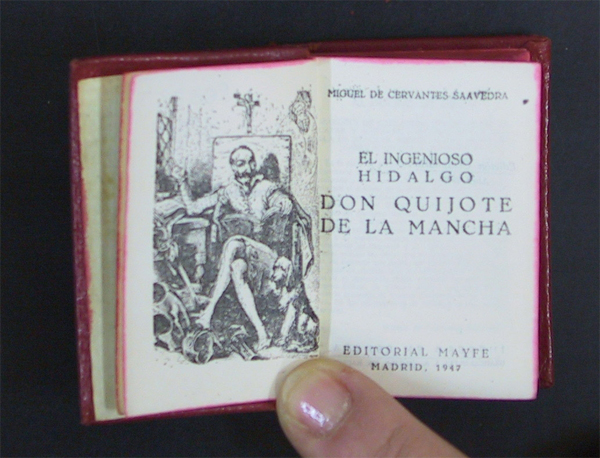 MIGUEL DE CERVANTES SAAVEDRA
EL INGENIOSO
HIDALGO
DON QUIJOTE
DE LA MANCHA
EDITORIAL MAYFE
MADRID, 1947